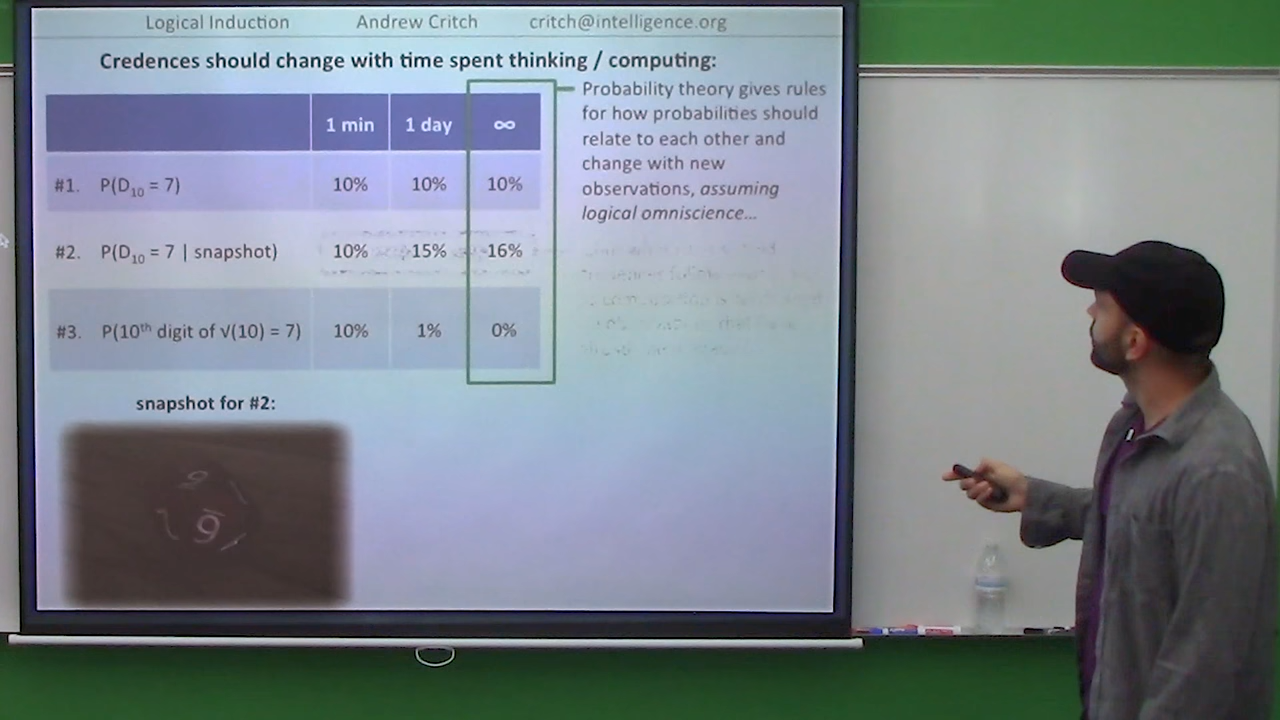 Logical Induction Andrew Critch critch@intelligence.org
Credences should change with time spent thinking / computing:
1 min 1 day ∞
#1. P(D₁₀ = 7) 10% 10% 10%
#2. P(D₁₀ = 7 | snapshot) 10% 15% 16%
#3. P(10ᵗʰ digit of √(10) = 7) 10% 1% 0%
Probability theory gives rules
for how probabilities should
relate to each other and
change with new
observations, assuming
logical omniscience...
snapshot for #2:
9